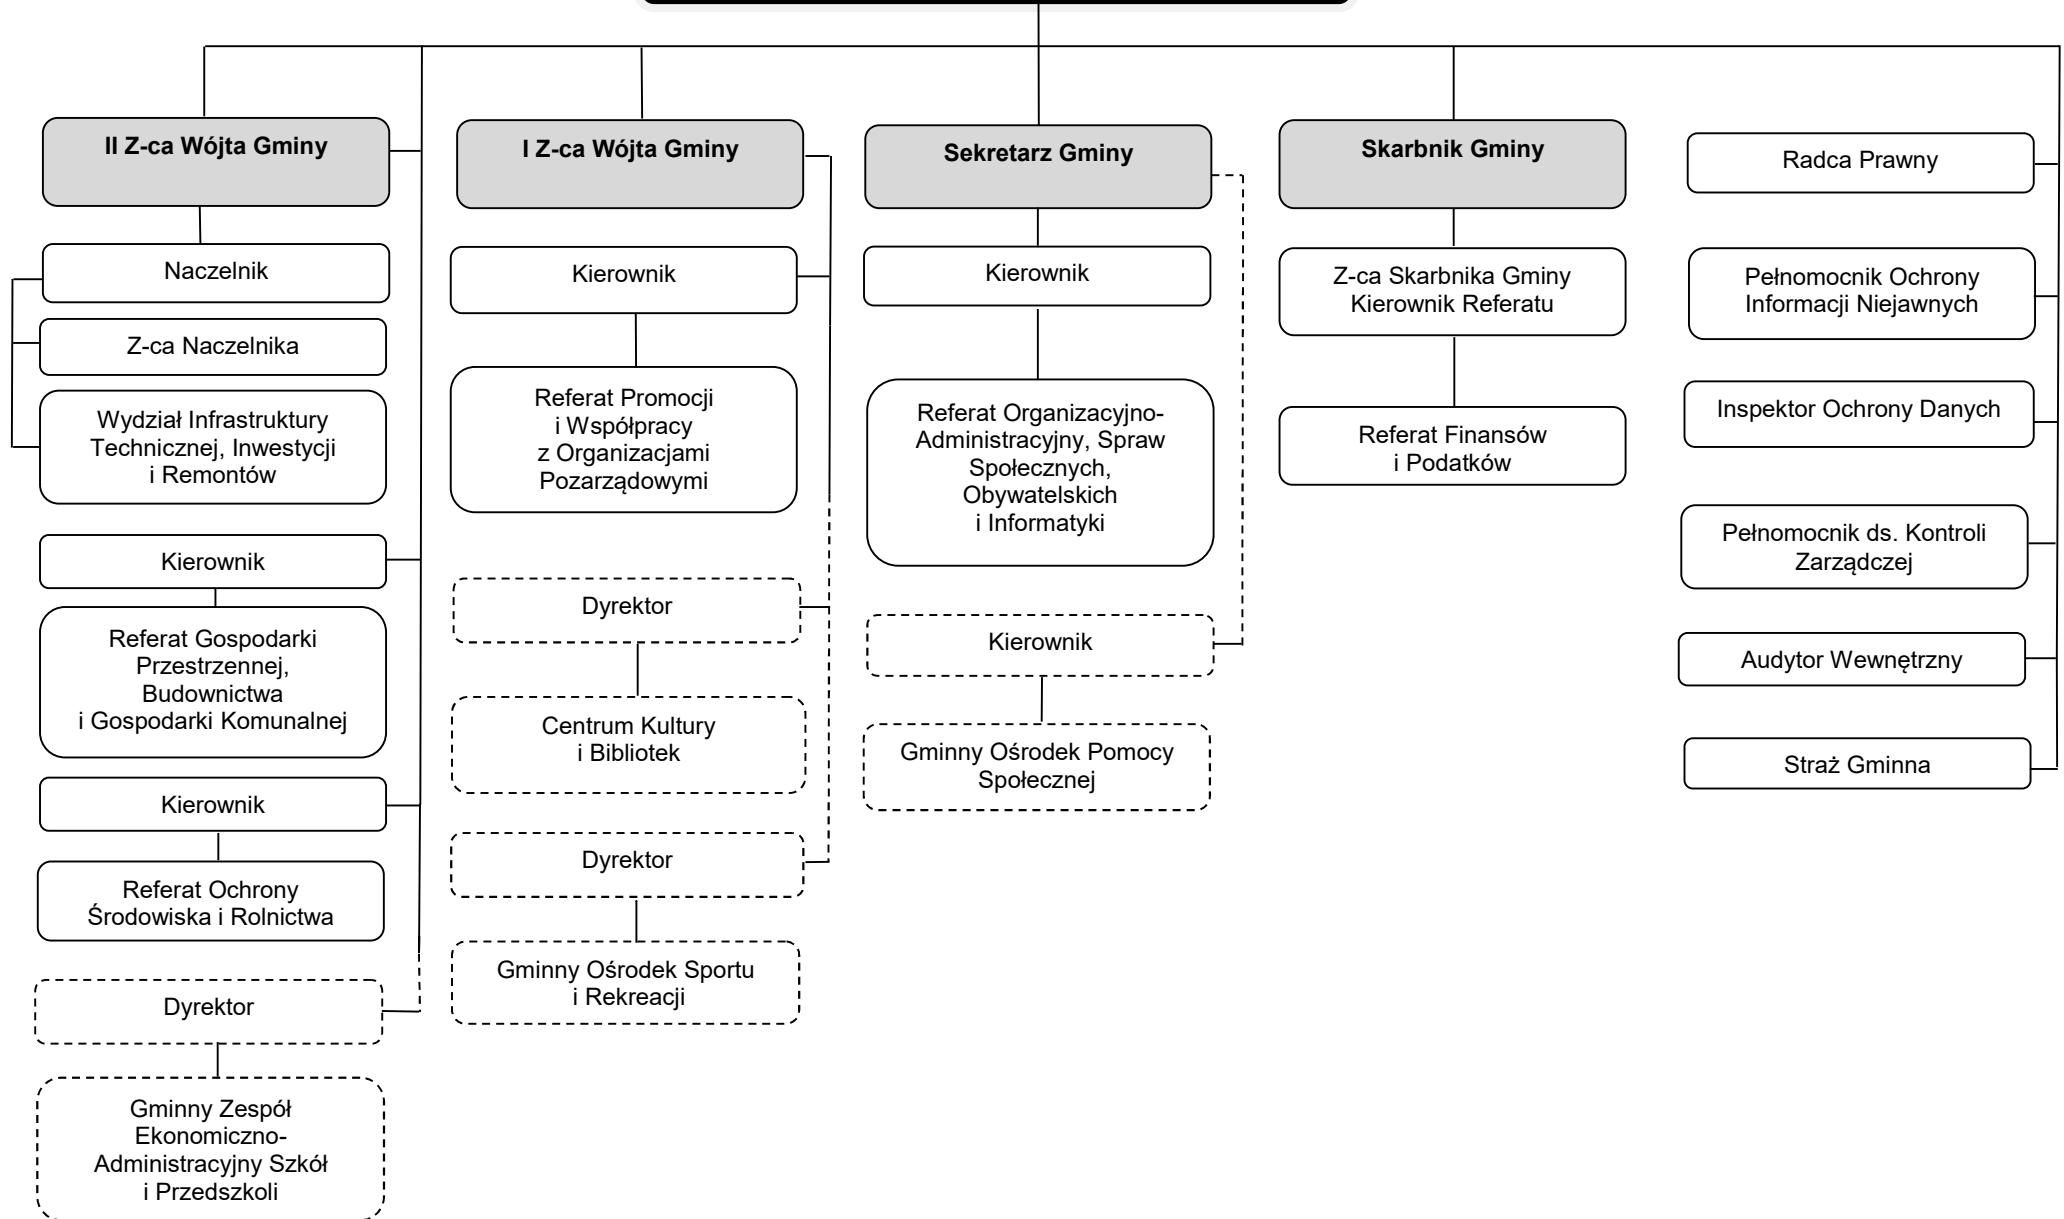 II Z-ca Wójta Gminy
Naczelnik
Z-ca Naczelnika
Wydział Infrastruktury
Technicznej, Inwestycji
i Remontów
Kierownik
Referat Gospodarki
Przestrzennej,
Budownictwa
i Gospodarki Komunalnej
Kierownik
Referat Ochrony
Środowiska i Rolnictwa
Dyrektor
Gminny Zespół
Ekonomiczno-
Administracyjny Szkół
i Przedszkoli
I Z-ca Wójta Gminy
Kierownik
Referat Promocji
i Współpracy
z Organizacjami
Pozarządowymi
Dyrektor
Centrum Kultury
i Bibliotek
Dyrektor
Gminny Ośrodek Sportu
i Rekreacji
Sekretarz Gminy
Kierownik
Referat Organizacyjno-
Administracyjny, Spraw
Społecznych,
Obywatelskich
i Informatyki
Kierownik
Gminny Ośrodek Pomocy
Społecznej
Skarbnik Gminy
Z-ca Skarbnika Gminy
Kierownik Referatu
Referat Finansów
i Podatków
Radca Prawny
Pełnomocnik Ochrony
Informacji Niejawnych
Inspektor Ochrony Danych
Pełnomocnik ds. Kontroli
Zarządczej
Audytor Wewnętrzny
Straż Gminna